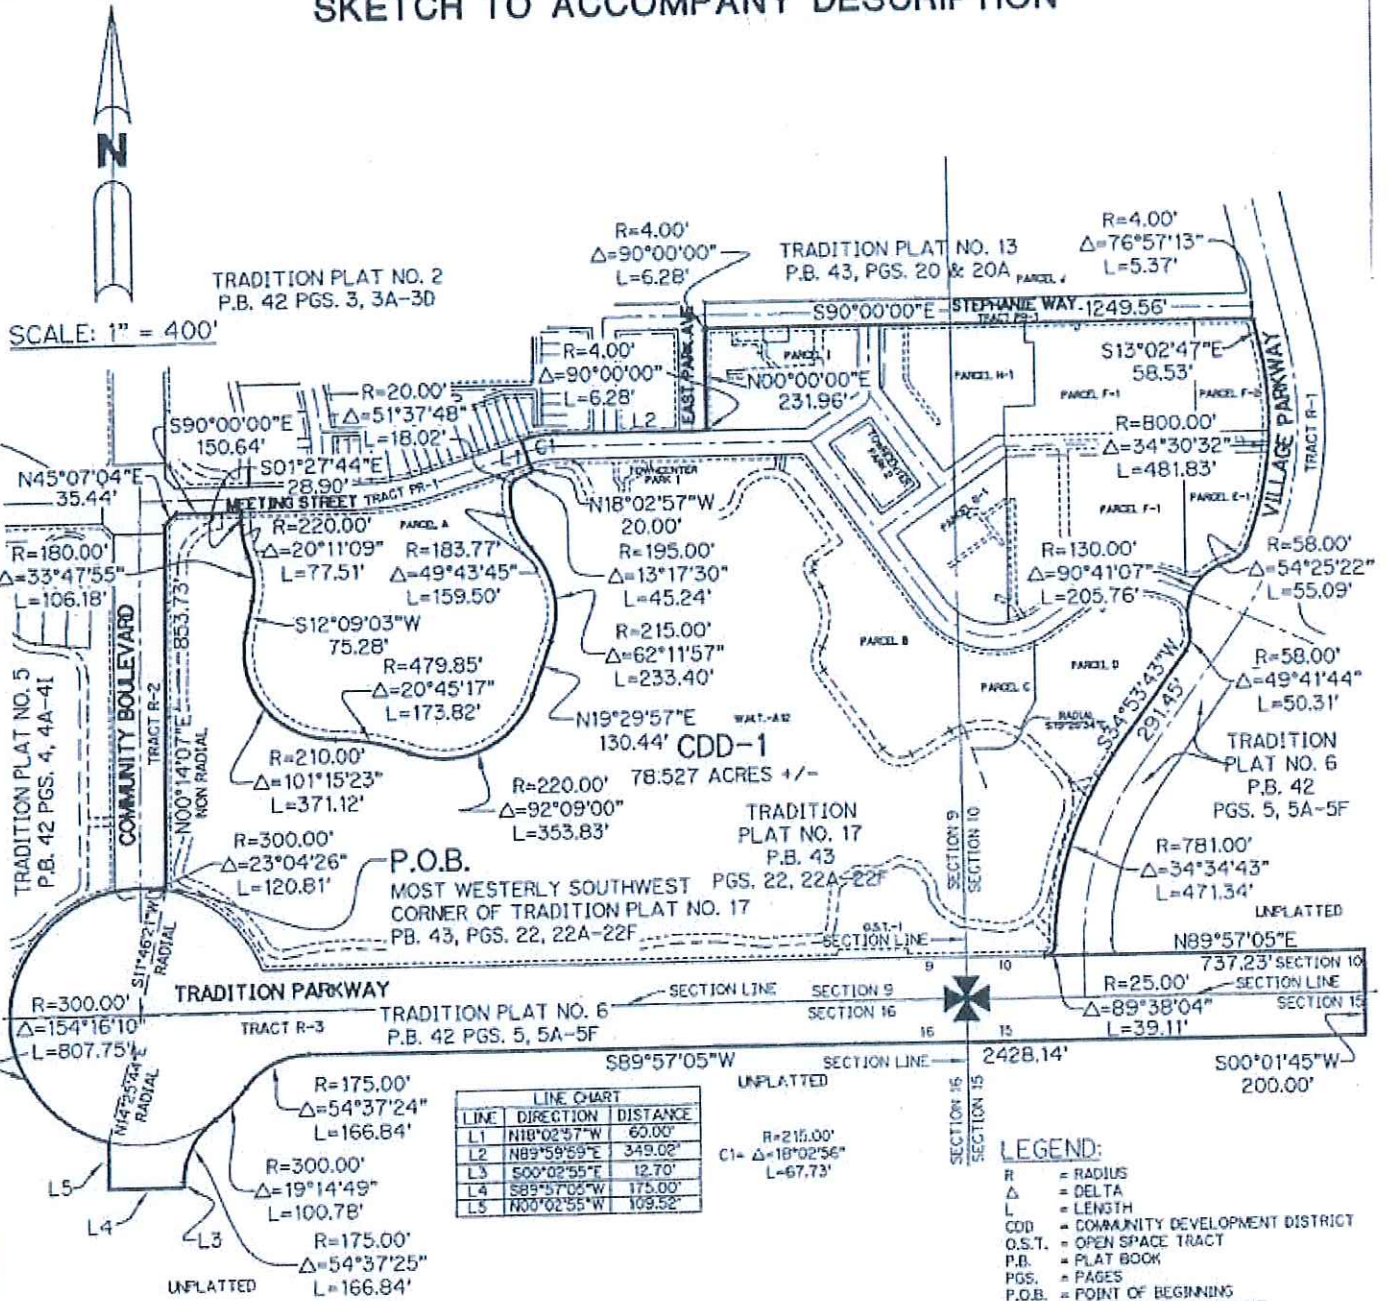 SKETCH TO ACCOMPANY DESCRIPTION
N
SCALE: 1" = 400'
TRADITION PLAT NO. 2
P.B. 42 PGS. 3, 3A-3D
R=4.00'
Δ=90°00'00"
L=6.28'
TRADITION PLAT NO. 13
P.B. 43, PGS. 20 & 20A
R=4.00'
Δ=76°57'13"
L=5.37'
S90°00'00"E
STEPHANIE WAY
1249.56'
EAST PARK AVE
R=4.00'
Δ=90°00'00"
L=6.28'
L2
N00°00'00"E
231.96'
PARCEL I
PARCEL H-1
PARCEL F-1
S13°02'47"E
58.53'
VILLAGE PARKWAY
TRACT R-1
R=20.00'
Δ=51°37'48"
L=18.02'
S90°00'00"E
150.64'
S01°27'44"E
28.90'
L1
C1
TOWNCENTER
PARK 1
TOWNCENTER
PARK 2
R=800.00'
Δ=34°30'32"
L=481.83'
N45°07'04"E
35.44'
MEETING STREET
TRACT PR-1
PARCEL A
N18°02'57"W
20.00'
PARCEL F-1
PARCEL E-1
R=180.00'
Δ=33°47'55"
L=106.18'
R=220.00'
Δ=20°11'09"
L=77.51'
R=183.77'
Δ=49°43'45"
L=159.50'
R=195.00'
Δ=13°17'30"
L=45.24'
R=130.00'
Δ=90°41'07"
L=205.76'
R=58.00'
Δ=54°25'22"
L=55.09'
S12°09'03"W
75.28'
R=215.00'
Δ=62°11'57"
L=233.40'
PARCEL B
PARCEL C
PARCEL D
R=58.00'
Δ=49°41'44"
L=50.31'
COMMUNITY BOULEVARD
TRACT R-2
N00°14'07"E
853.73'
NON RADIAL
TRADITION PLAT NO. 5
P.B. 42 PGS. 4, 4A-4I
R=479.85'
Δ=20°45'17"
L=173.82'
N19°29'57"E
130.44'
CDD-1
78.527 ACRES +/-
RADIAL
S34°53'43"W
291.45'
TRADITION
PLAT NO. 6
P.B. 42
PGS. 5, 5A-5F
R=210.00'
Δ=101°15'23"
L=371.12'
R=220.00'
Δ=92°09'00"
L=353.83'
TRADITION
PLAT NO. 17
P.B. 43
PGS. 22, 22A-22F
SECTION 9
SECTION 10
R=300.00'
Δ=23°04'26"
L=120.81'
P.O.B.
MOST WESTERLY SOUTHWEST
CORNER OF TRADITION PLAT NO. 17
PB. 43, PGS. 22, 22A-22F
R=781.00'
Δ=34°34'43"
L=471.34'
UNPLATTED
O.S.T.-1
SECTION LINE
N89°57'05"E
737.23'
SECTION 10
SECTION LINE
SECTION 15
S11°46'21"W
RADIAL
9
10
R=300.00'
Δ=154°16'10"
L=807.75'
TRADITION PARKWAY
TRACT R-3
TRADITION PLAT NO. 6
P.B. 42 PGS. 5, 5A-5F
SECTION LINE
SECTION 9
SECTION 16
R=25.00'
Δ=89°38'04"
L=39.11'
16
15
S89°57'05"W
SECTION LINE
2428.14'
S00°01'45"W
200.00'
N14°25'44"E
RADIAL
UNPLATTED
SECTION 16
SECTION 15
R=175.00'
Δ=54°37'24"
L=166.84'
LINE CHART
LINE DIRECTION DISTANCE
L1 N18°02'57"W 60.00'
L2 N89°59'59"E 349.02'
L3 S00°02'55"E 12.70'
L4 S89°57'05"W 175.00'
L5 N00°02'55"W 109.52'
R=215.00'
C1= Δ=18°02'56"
L=67.73'
R=300.00'
Δ=19°14'49"
L=100.78'
L5
L4
L3
R=175.00'
Δ=54°37'25"
L=166.84'
UNPLATTED
LEGEND:
R = RADIUS
Δ = DELTA
L = LENGTH
CDD = COMMUNITY DEVELOPMENT DISTRICT
O.S.T. = OPEN SPACE TRACT
P.B. = PLAT BOOK
PGS. = PAGES
P.O.B. = POINT OF BEGINNING